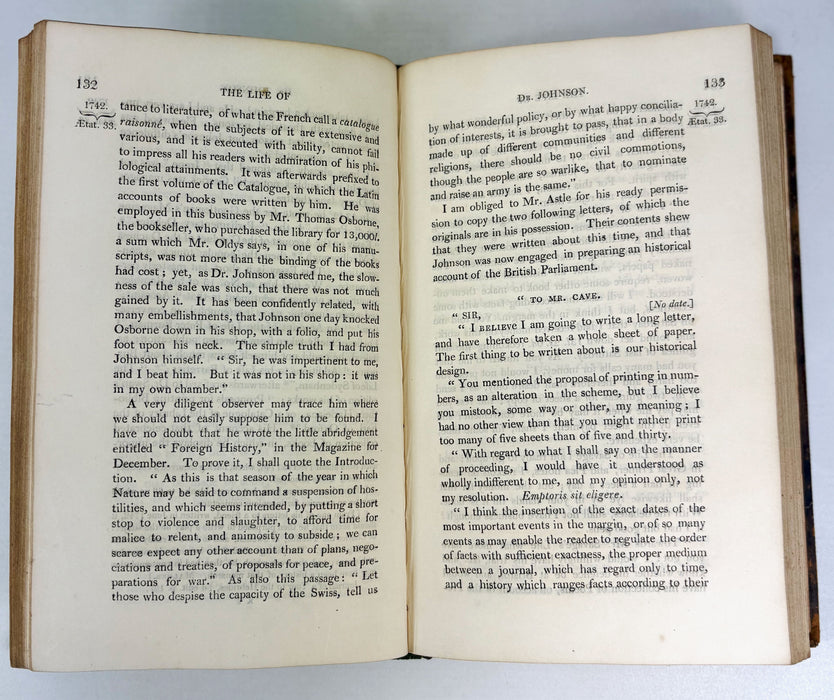 132
THE LIFE OF
1742.
Ætat. 33.
tance to literature, of what the French call a catalogue
raisonné, when the subjects of it are extensive and
various, and it is executed with ability, cannot fail
to impress all his readers with admiration of his phi-
lological attainments. It was afterwards prefixed to
the first volume of the Catalogue, in which the Latin
accounts of books were written by him. He was
employed in this business by Mr. Thomas Osborne,
the bookseller, who purchased the library for 13,000l.
a sum which Mr. Oldys says, in one of his manu-
scripts, was not more than the binding of the books
had cost; yet, as Dr. Johnson assured me, the slow-
ness of the sale was such, that there was not much
gained by it. It has been confidently related, with
many embellishments, that Johnson one day knocked
Osborne down in his shop, with a folio, and put his
foot upon his neck. The simple truth I had from
Johnson himself. “ Sir, he was impertinent to me,
and I beat him. But it was not in his shop: it was
in my own chamber.”
A very diligent observer may trace him where
we should not easily suppose him to be found. I
have no doubt that he wrote the little abridgement
entitled “ Foreign History,” in the Magazine for
December. To prove it, I shall quote the Introduc-
tion. “ As this is that season of the year in which
Nature may be said to command a suspension of hos-
tilities, and which seems intended, by putting a short
stop to violence and slaughter, to afford time for
malice to relent, and animosity to subside; we can
scarce expect any other account than of plans, nego-
ciations and treaties, of proposals for peace, and pre-
parations for war.“ As also this passage: “ Let
those who despise the capacity of the Swiss, tell us
DR. JOHNSON.
133
1742.
Ætat. 33.
by what wonderful policy, or by what happy concilia-
tion of interests, it is brought to pass, that in a body
made up of different communities and different
religions, there should be no civil commotions,
though the people are so warlike, that to nominate
and raise an army is the same.”
I am obliged to Mr. Astle for his ready permis-
sion to copy the two following letters, of which the
originals are in his possession. Their contents shew
that they were written about this time, and that
Johnson was now engaged in preparing an historical
account of the British Parliament.
“ TO MR. CAVE.
[No date.]
“ SIR,
“ I BELIEVE I am going to write a long letter,
and have therefore taken a whole sheet of paper.
The first thing to be written about is our historical
design.
“ You mentioned the proposal of printing in num-
bers, as an alteration in the scheme, but I believe
you mistook, some way or other, my meaning; I
had no other view than that you might rather print
too many of five sheets than of five and thirty.
“ With regard to what I shall say on the manner
of proceeding, I would have it understood as
wholly indifferent to me, and my opinion only, not
my resolution. Emptoris sit eligere.
“ I think the insertion of the exact dates of the
most important events in the margin, or of so many
events as may enable the reader to regulate the order
of facts with sufficient exactness, the proper medium
between a journal, which has regard only to time,
and a history which ranges facts according to their